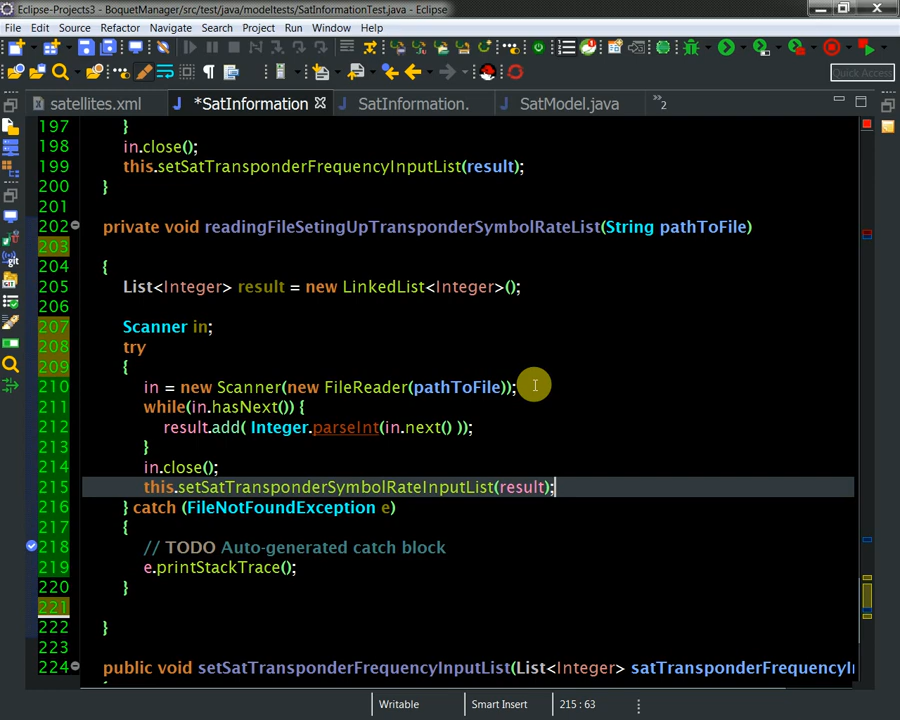 Eclipse-Projects3 - BoquetManager/src/test/java/modeltests/SatInformationTest.java - Eclipse
File Edit Source Refactor Navigate Search Project Run Window Help
Quick Access
satellites.xml *SatInformation SatInformation. SatModel.java »2
197 }
198 in.close();
199 this.setSatTransponderFrequencyInputList(result);
200 }
201
202 private void readingFileSetingUpTransponderSymbolRateList(String pathToFile)
203
204 {
205 List<Integer> result = new LinkedList<Integer>();
206
207 Scanner in;
208 try
209 {
210 in = new Scanner(new FileReader(pathToFile));
211 while(in.hasNext()) {
212 result.add( Integer.parseInt(in.next() ));
213 }
214 in.close();
215 this.setSatTransponderSymbolRateInputList(result);
216 } catch (FileNotFoundException e)
217 {
218 // TODO Auto-generated catch block
219 e.printStackTrace();
220 }
221
222 }
223
224 public void setSatTransponderFrequencyInputList(List<Integer> satTransponderFrequencyI
Writable Smart Insert 215 : 63